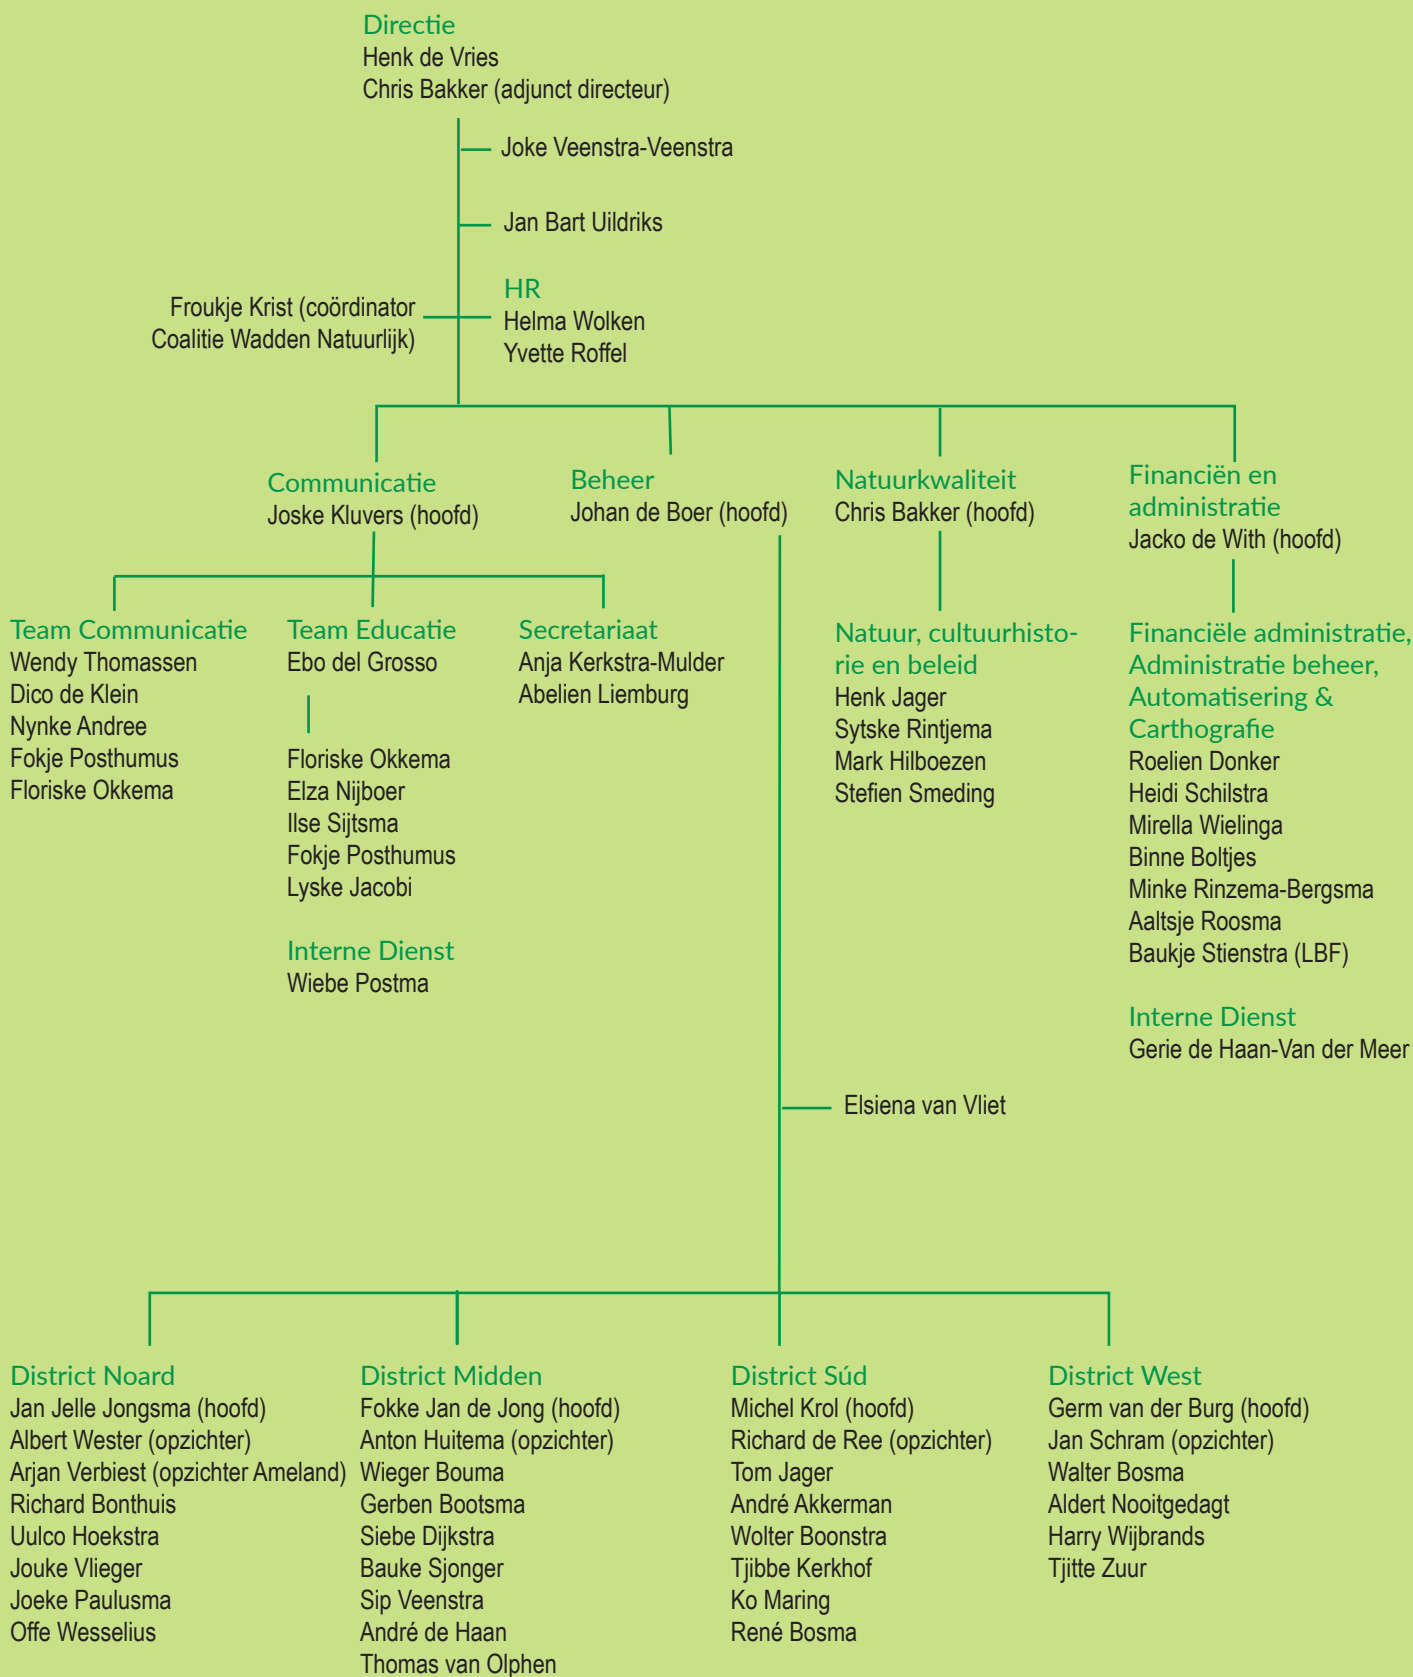 Directie
Henk de Vries
Chris Bakker (adjunct directeur)
Joke Veenstra-Veenstra
Jan Bart Uildriks
Froukje Krist (coördinator
Coalitie Wadden Natuurlijk)
HR
Helma Wolken
Yvette Roffel
Communicatie
Joske Kluvers (hoofd)
Beheer
Johan de Boer (hoofd)
Natuurkwaliteit
Chris Bakker (hoofd)
Financiën en
administratie
Jacko de With (hoofd)
Team Communicatie
Wendy Thomassen
Dico de Klein
Nynke Andree
Fokje Posthumus
Floriske Okkema
Team Educatie
Ebo del Grosso
Floriske Okkema
Elza Nijboer
Ilse Sijtsma
Fokje Posthumus
Lyske Jacobi
Interne Dienst
Wiebe Postma
Secretariaat
Anja Kerkstra-Mulder
Abelien Liemburg
Natuur, cultuurhisto-
rie en beleid
Henk Jager
Sytske Rintjema
Mark Hilboezen
Stefien Smeding
Financiële administratie,
Administratie beheer,
Automatisering &
Carthografie
Roelien Donker
Heidi Schilstra
Mirella Wielinga
Binne Boltjes
Minke Rinzema-Bergsma
Aaltsje Roosma
Baukje Stienstra (LBF)
Interne Dienst
Gerie de Haan-Van der Meer
Elsiena van Vliet
District Noard
Jan Jelle Jongsma (hoofd)
Albert Wester (opzichter)
Arjan Verbiest (opzichter Ameland)
Richard Bonthuis
Uulco Hoekstra
Jouke Vlieger
Joeke Paulusma
Offe Wesselius
District Midden
Fokke Jan de Jong (hoofd)
Anton Huitema (opzichter)
Wieger Bouma
Gerben Bootsma
Siebe Dijkstra
Bauke Sjonger
Sip Veenstra
André de Haan
Thomas van Olphen
District Súd
Michel Krol (hoofd)
Richard de Ree (opzichter)
Tom Jager
André Akkerman
Wolter Boonstra
Tjibbe Kerkhof
Ko Maring
René Bosma
District West
Germ van der Burg (hoofd)
Jan Schram (opzichter)
Walter Bosma
Aldert Nooitgedagt
Harry Wijbrands
Tjitte Zuur